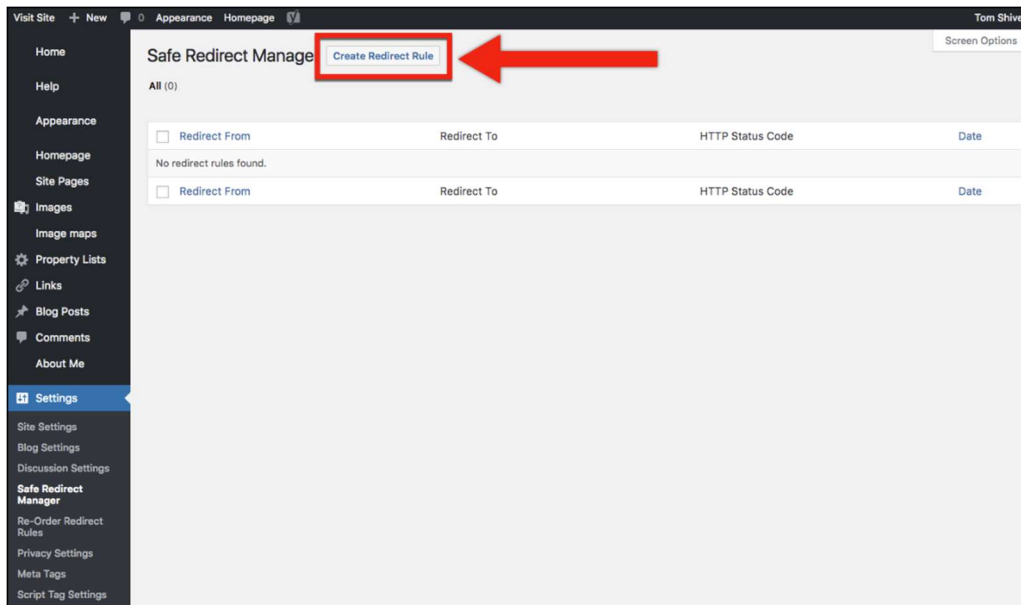 Visit Site + New 0 Appearance Homepage Tom Shive
Screen Options
Safe Redirect Manage Create Redirect Rule
All (0)
Redirect From Redirect To HTTP Status Code Date
No redirect rules found.
Redirect From Redirect To HTTP Status Code Date
Home
Help
Appearance
Homepage
Site Pages
Images
Image maps
Property Lists
Links
Blog Posts
Comments
About Me
Settings
Site Settings
Blog Settings
Discussion Settings
Safe Redirect
Manager
Re-Order Redirect
Rules
Privacy Settings
Meta Tags
Script Tag Settings